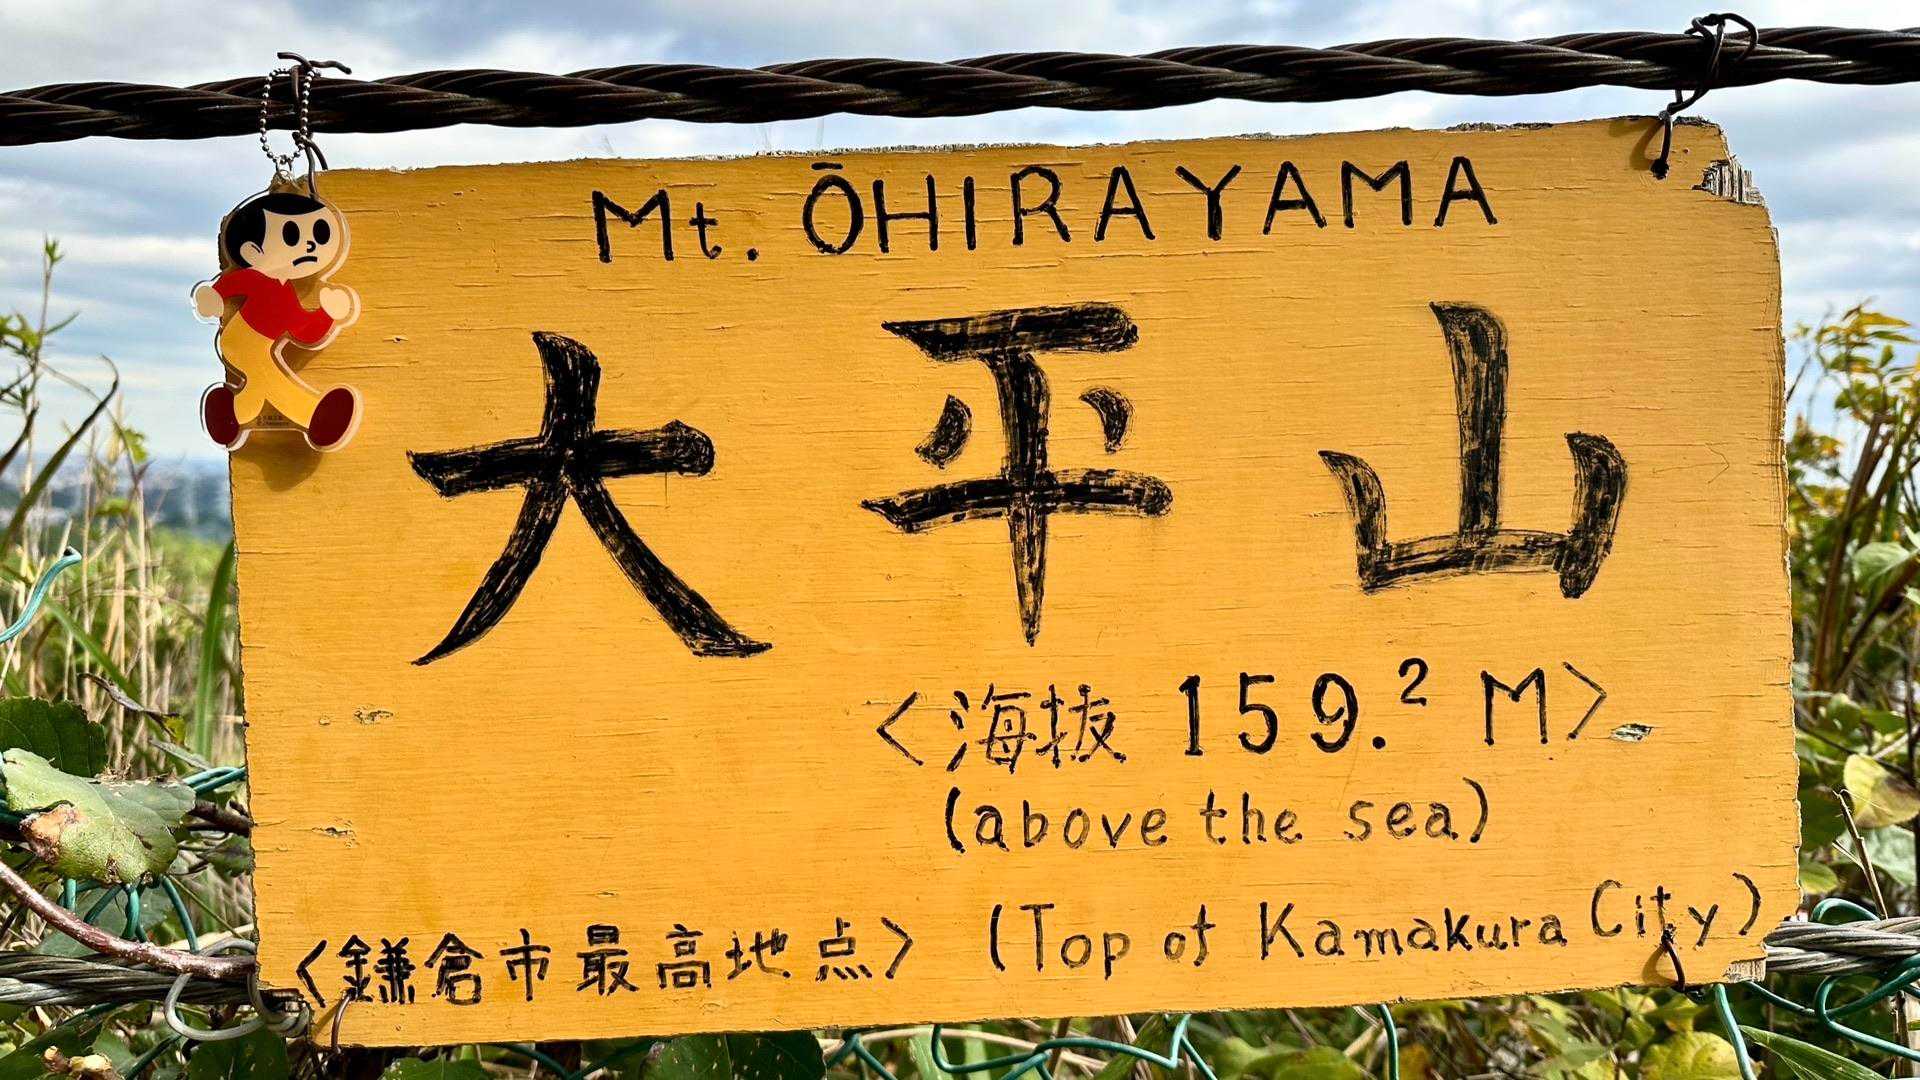 Mt. ŌHIRAYAMA
大平山
<海抜 159.² M>
(above the sea)
<鎌倉市最高地点> (Top of Kamakura City)